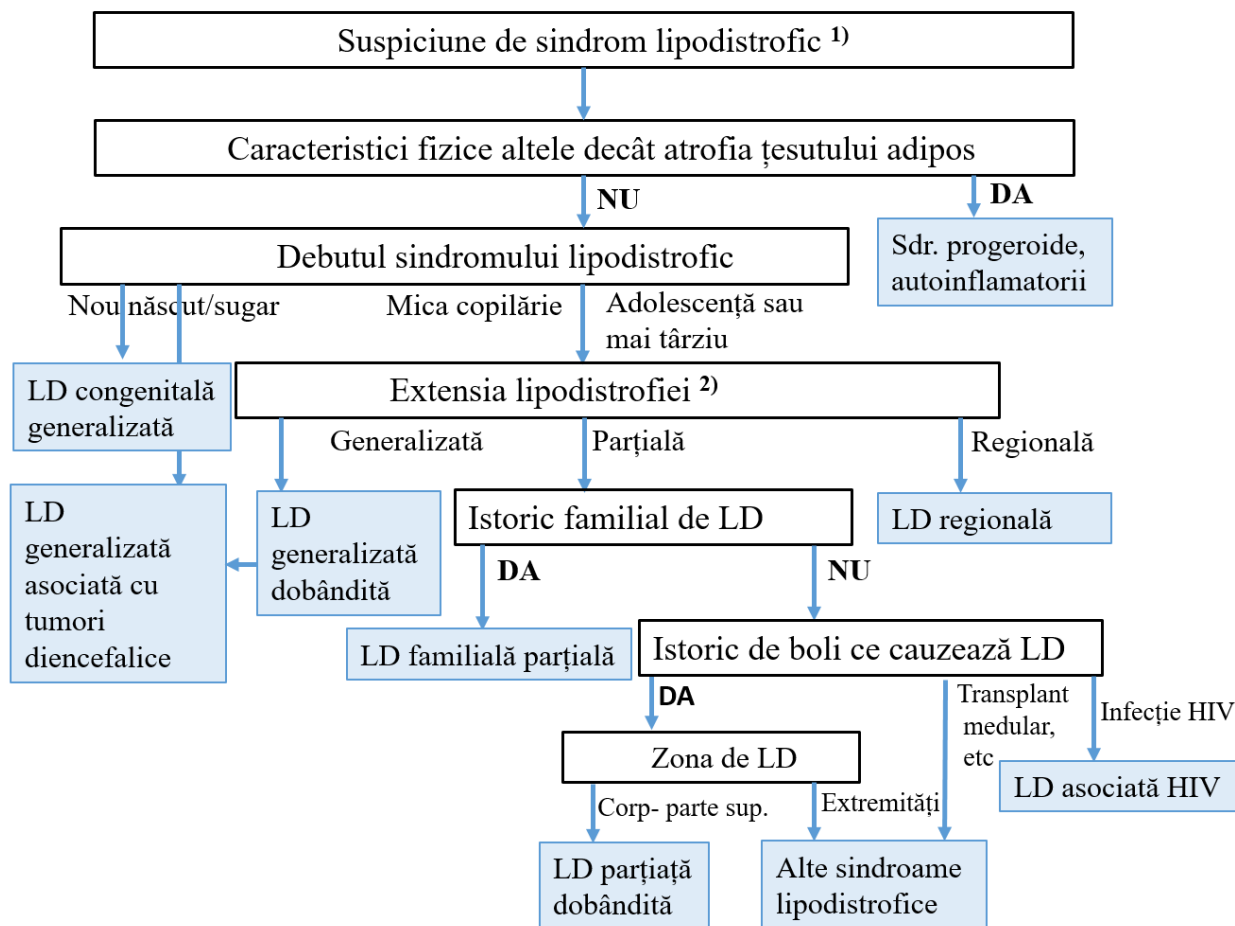 Suspiciune de sindrom lipodistrofic 1)
Caracteristici fizice altele decât atrofia țesutului adipos
NU
DA
Debutul sindromului lipodistrofic
Sdr. progeroide,
autoinflamatorii
Nou născut/sugar
Mica copilărie
Adolescență sau
mai târziu
LD congenitală
generalizată
Extensia lipodistrofiei 2)
Generalizată
Parțială
Regională
LD
generalizată
asociată cu
tumori
diencefalice
LD
generalizată
dobândită
Istoric familial de LD
LD regională
DA
NU
LD familială parțială
Istoric de boli ce cauzează LD
DA
Transplant
medular,
etc
Infecție HIV
Zona de LD
LD asociată HIV
Corp- parte sup.
Extremități
LD parțiață
dobândită
Alte sindroame
lipodistrofice